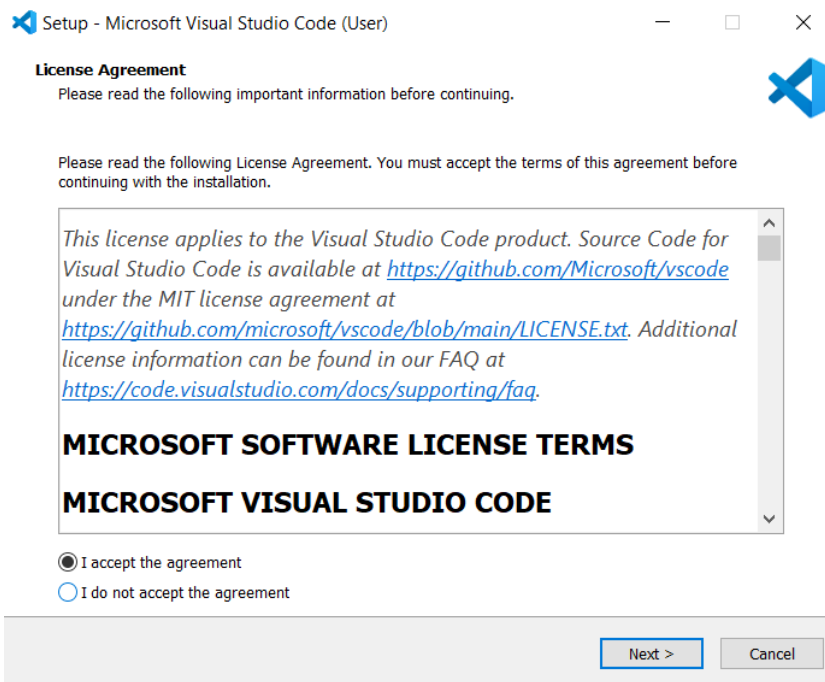 Setup - Microsoft Visual Studio Code (User)
License Agreement
Please read the following important information before continuing.
Please read the following License Agreement. You must accept the terms of this agreement before
continuing with the installation.
This license applies to the Visual Studio Code product. Source Code for
Visual Studio Code is available at https://github.com/Microsoft/vscode
under the MIT license agreement at
https://github.com/microsoft/vscode/blob/main/LICENSE.txt. Additional
license information can be found in our FAQ at
https://code.visualstudio.com/docs/supporting/faq.
MICROSOFT SOFTWARE LICENSE TERMS
MICROSOFT VISUAL STUDIO CODE
I accept the agreement
I do not accept the agreement
Next >
Cancel